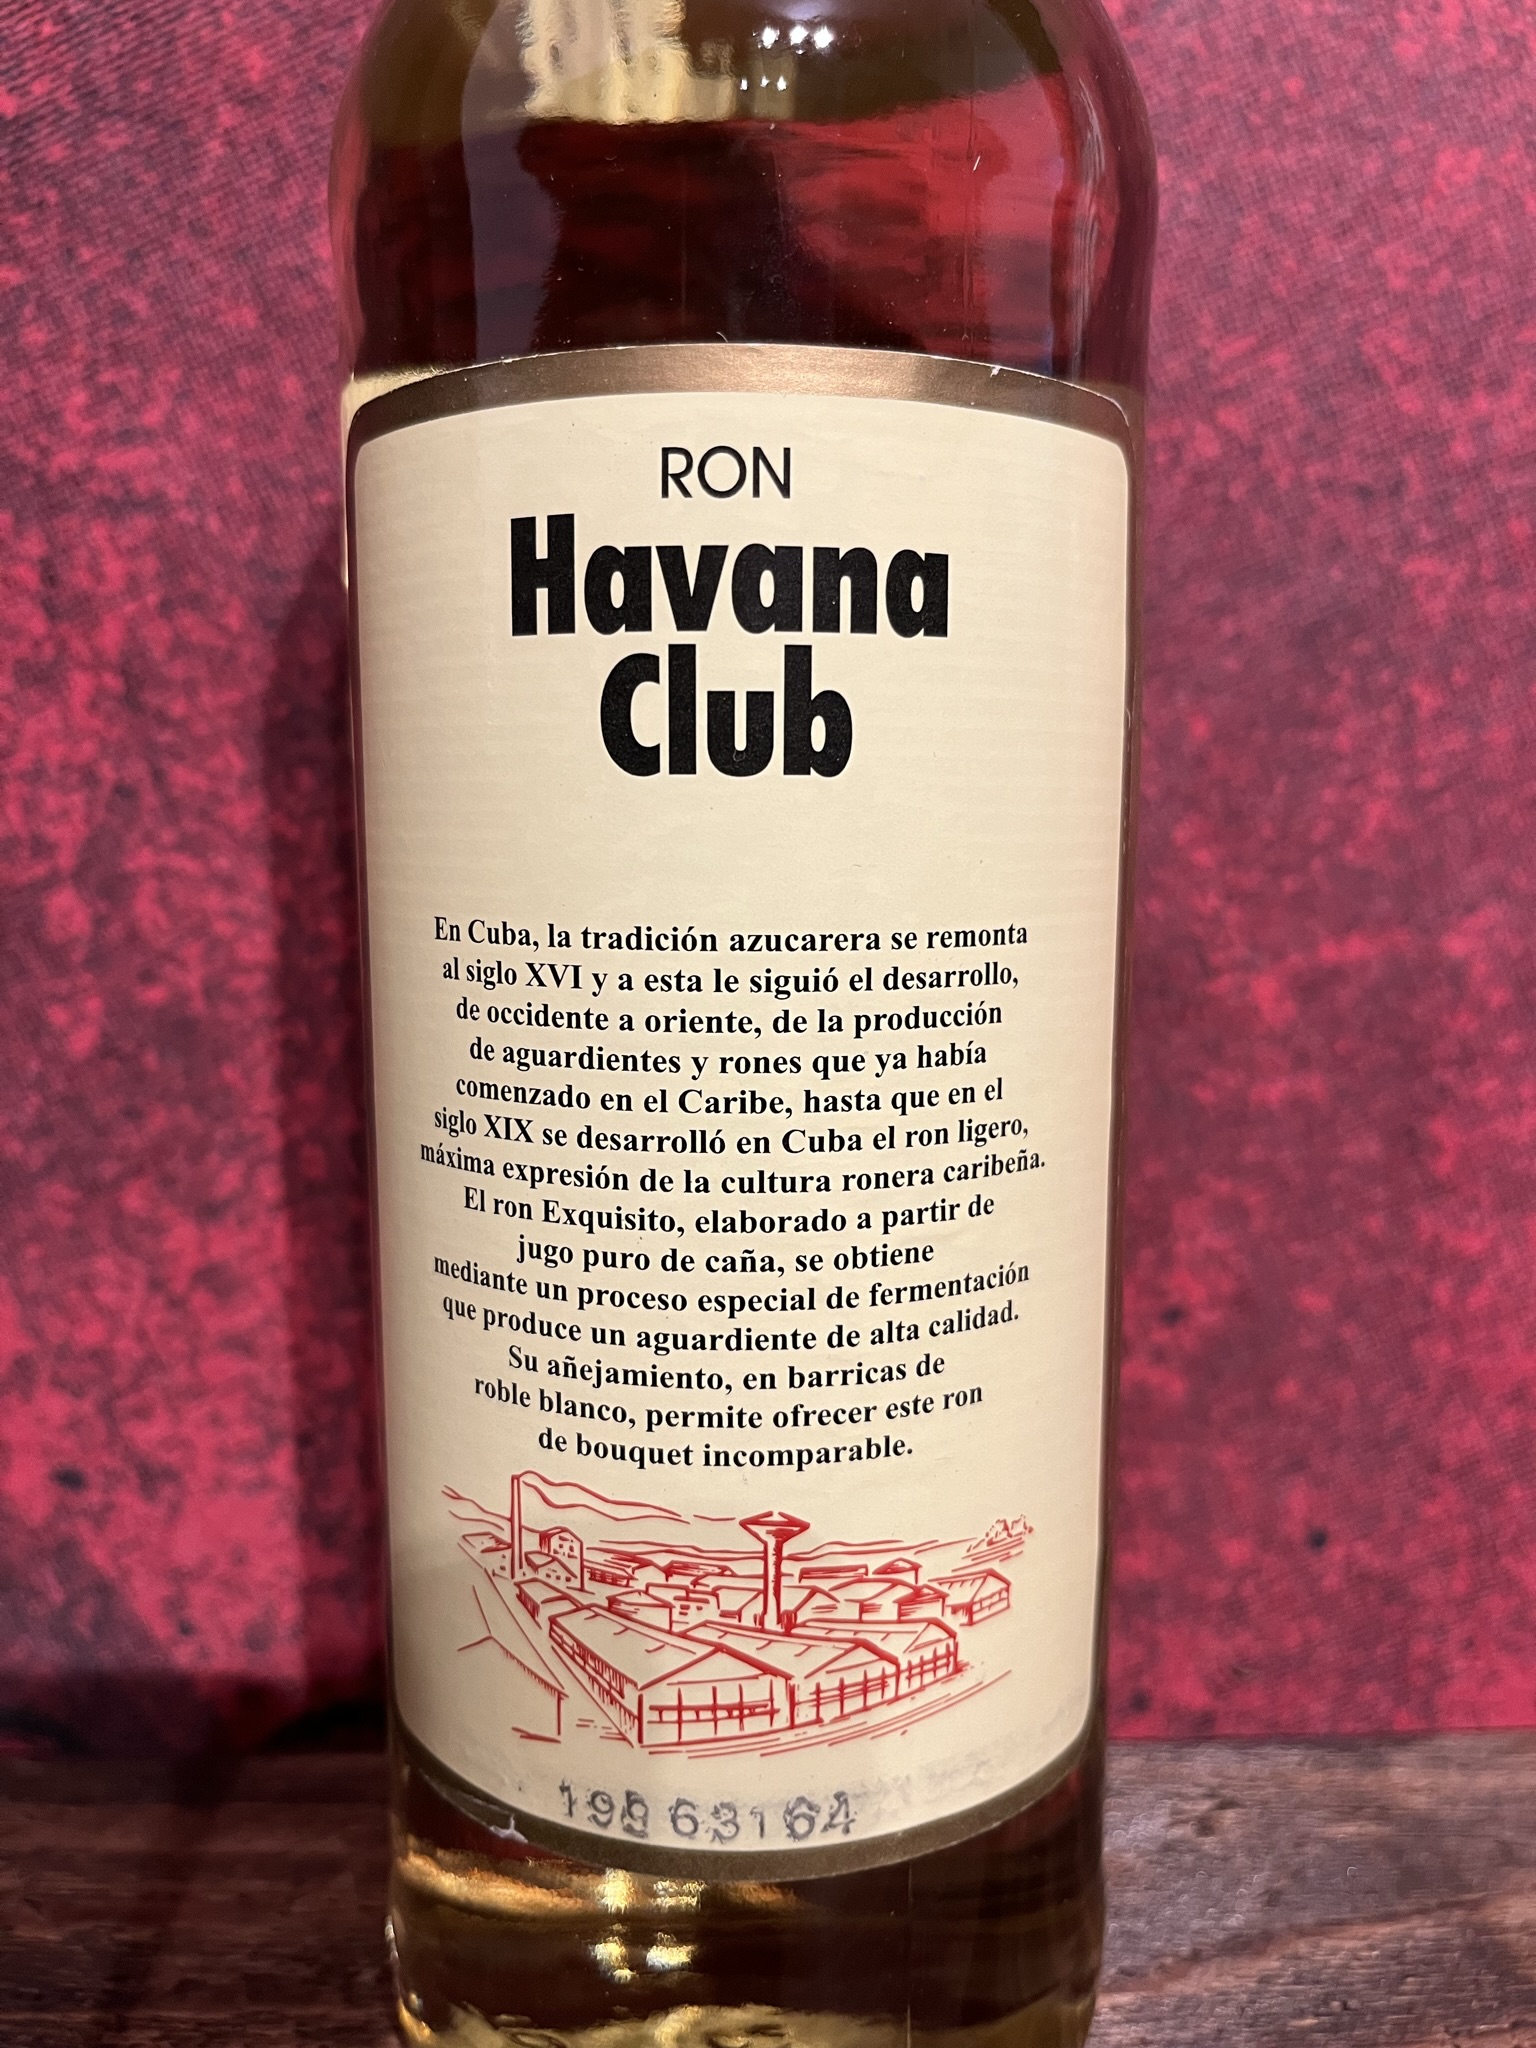 RON
Havana
Club
En Cuba, la tradición azucarera se remonta
al siglo XVI y a esta le siguió el desarrollo,
de occidente a oriente, de la producción
de aguardientes y rones que ya había
comenzado en el Caribe, hasta que en el
siglo XIX se desarrolló en Cuba el ron ligero,
máxima expresión de la cultura ronera caribeña.
El ron Exquisito, elaborado a partir de
jugo puro de caña, se obtiene
mediante un proceso especial de fermentación
que produce un aguardiente de alta calidad.
Su añejamiento, en barricas de
roble blanco, permite ofrecer este ron
de bouquet incomparable.